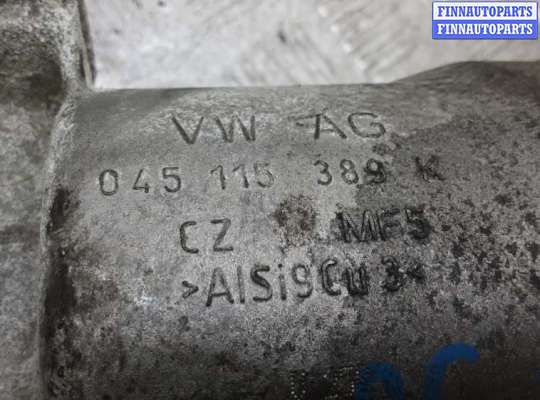 FINNAUTOPARTS
FINNAUTOPARTS
VW AG
045 115 389 K
CZ MF5
>AlSi9Cu3<